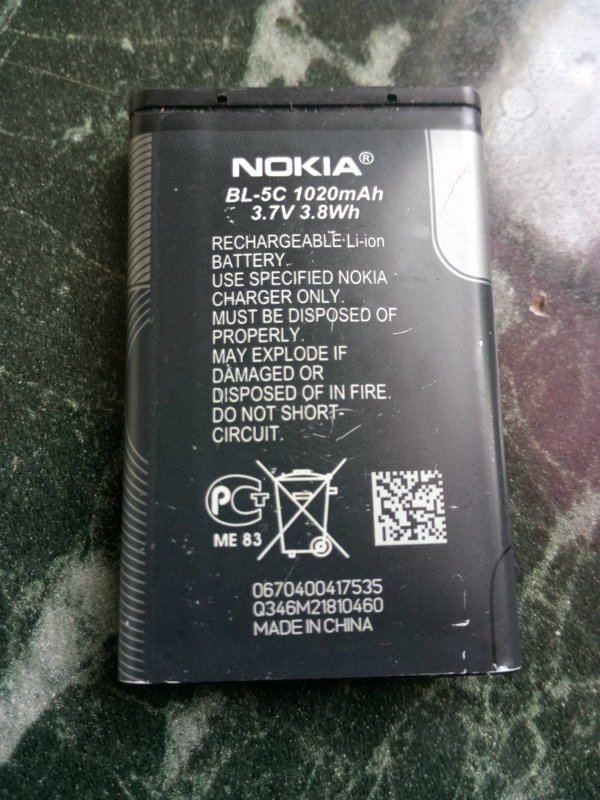 NOKIA®
BL-5C 1020mAh
3.7V 3.8Wh
RECHARGEABLE Li-ion
BATTERY.
USE SPECIFIED NOKIA
CHARGER ONLY.
MUST BE DISPOSED OF
PROPERLY.
MAY EXPLODE IF
DAMAGED OR
DISPOSED OF IN FIRE.
DO NOT SHORT-
CIRCUIT.
РСТ
ME 83
0670400417535
Q346M21810460
MADE IN CHINA